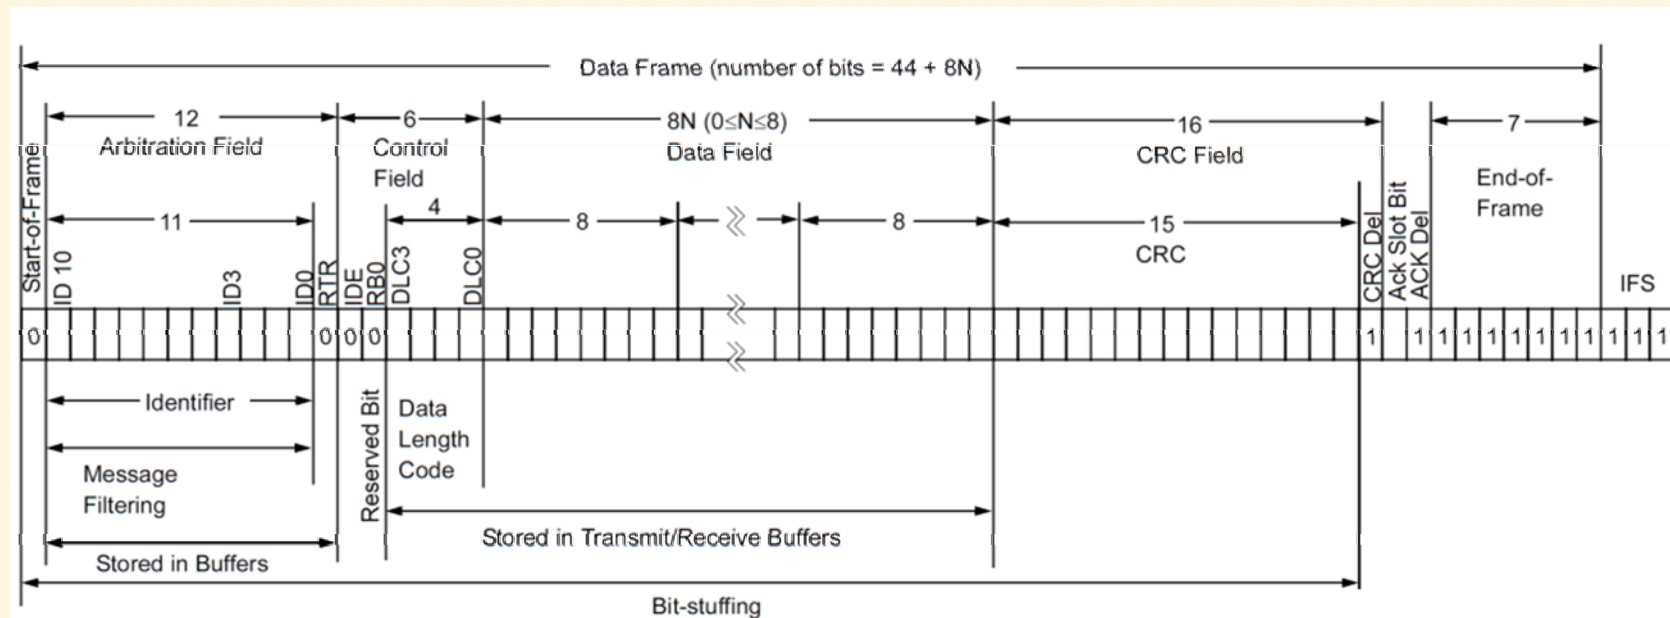 Data Frame (number of bits = 44 + 8N)
12
Arbitration Field
6
Control
Field
8N (0≤N≤8)
Data Field
16
CRC Field
7
End-of-
Frame
Start-of-Frame
11
4
8
8
15
CRC
ID 10
ID3
ID0
RTR
IDE
RB0
DLC3
DLC0
CRC Del
Ack Slot Bit
ACK Del
IFS
0 0 0 0 1 1 1 1 1 1 1 1 1 1 1 1
Identifier
Message
Filtering
Stored in Buffers
Reserved Bit
Data
Length
Code
Stored in Transmit/Receive Buffers
Bit-stuffing